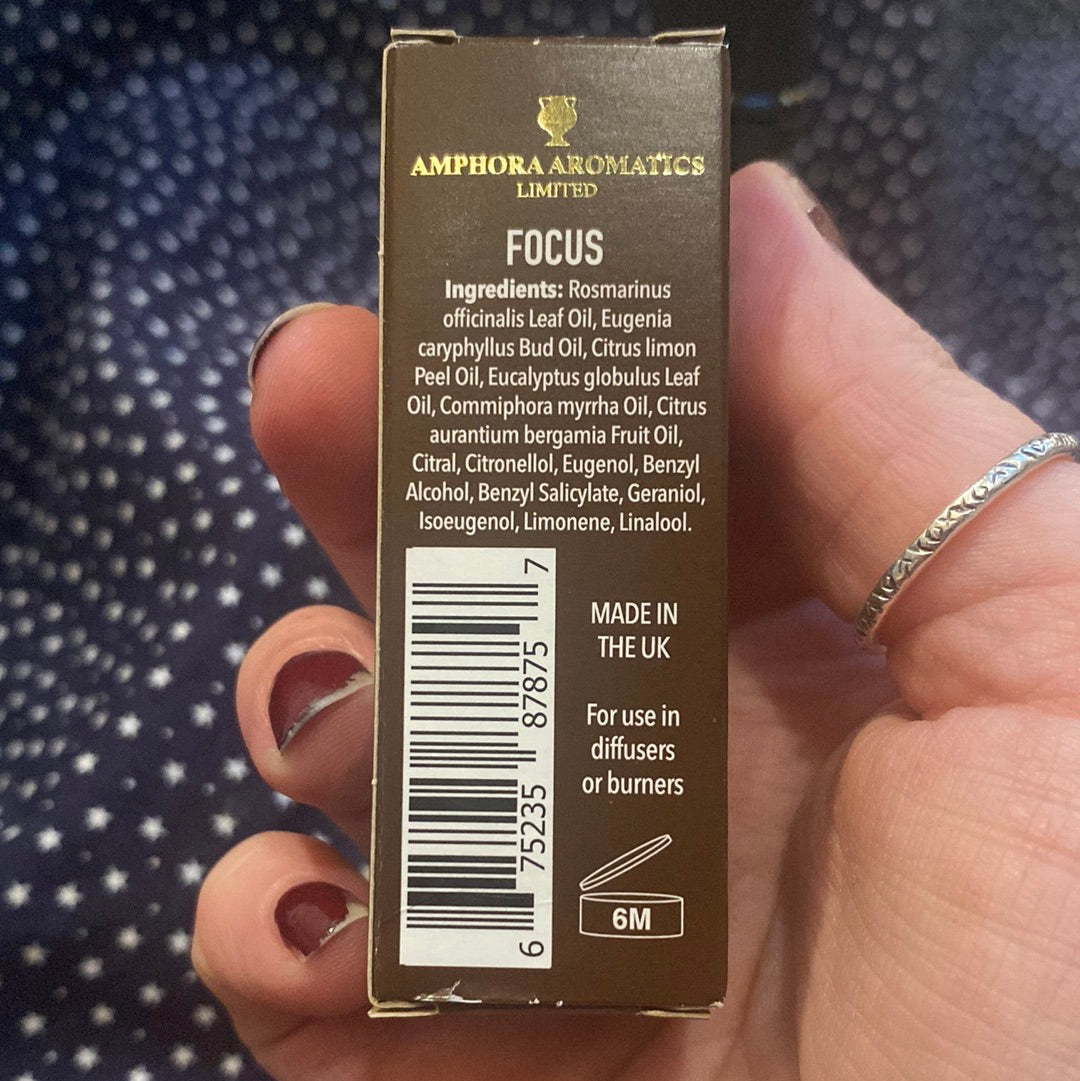 AMPHORA AROMATICS
LIMITED
FOCUS
Ingredients: Rosmarinus
officinalis Leaf Oil, Eugenia
caryphyllus Bud Oil, Citrus limon
Peel Oil, Eucalyptus globulus Leaf
Oil, Commiphora myrrha Oil, Citrus
aurantium bergamia Fruit Oil,
Citral, Citronellol, Eugenol, Benzyl
Alcohol, Benzyl Salicylate, Geraniol,
Isoeugenol, Limonene, Linalool.
6 75235 87875 7
MADE IN
THE UK
For use in
diffusers
or burners
6M